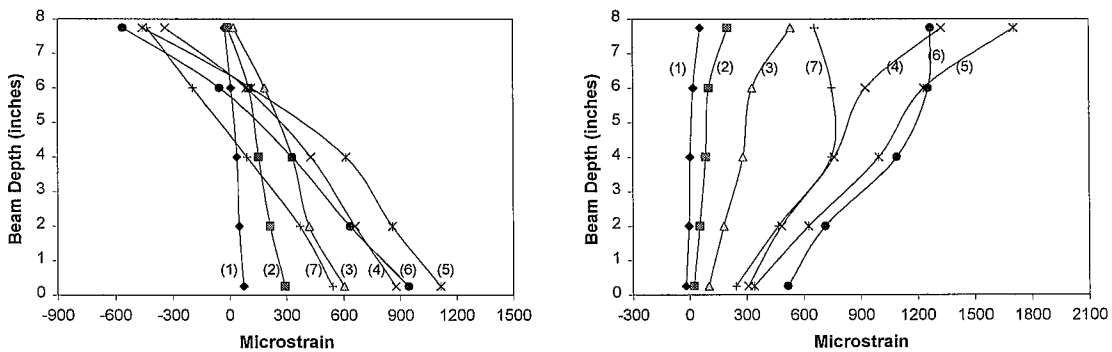 8
7
6
5
4
3
2
1
0
Beam Depth (inches)
(1) (2) (7) (3) (4) (6) (5)
-900 -600 -300 0 300 600 900 1200 1500
Microstrain
8
7
6
5
4
3
2
1
0
Beam Depth (inches)
(1) (2) (3) (7) (4) (6) (5)
-300 0 300 600 900 1200 1500 1800 2100
Microstrain